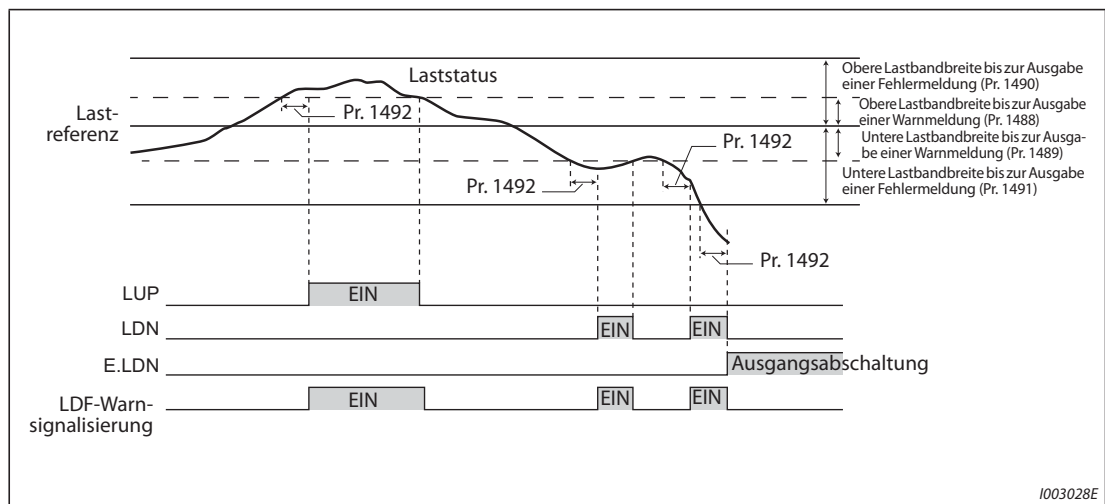 Laststatus
Last-
referenz
Pr. 1492
Pr. 1492
Pr. 1492
Pr. 1492
Obere Lastbandbreite bis zur Ausgabe
einer Fehlermeldung (Pr. 1490)
Obere Lastbandbreite bis zur Ausgabe
einer Warnmeldung (Pr. 1488)
Untere Lastbandbreite bis zur Ausga-
be einer Warnmeldung (Pr. 1489)
Untere Lastbandbreite bis zur Ausgabe
einer Fehlermeldung (Pr. 1491)
LUP
EIN
LDN
EIN
EIN
E.LDN
Ausgangsabschaltung
LDF-Warn-
signalisierung
EIN
EIN
EIN
I003028E